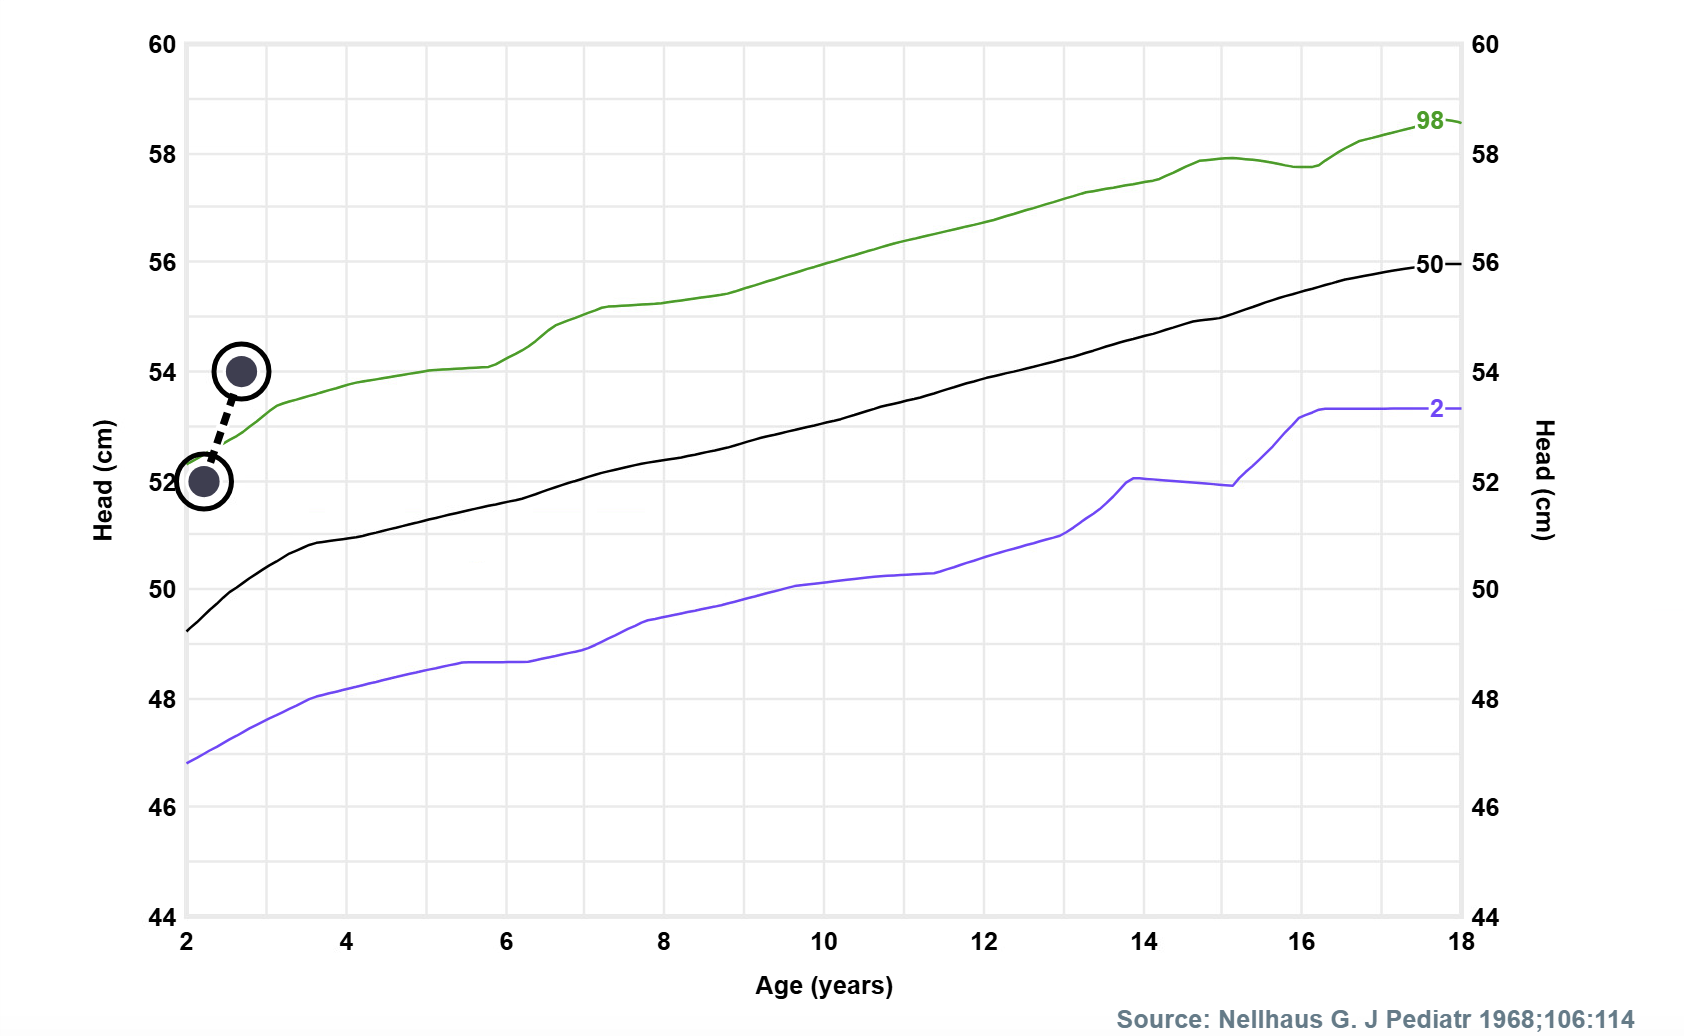 60 60
98
58 58
56 50 56
54 54
2
52 52
50 50
48 48
46 46
44 44
2 4 6 8 10 12 14 16 18
Head (cm)
Head (cm)
Age (years)
Source: Nellhaus G. J Pediatr 1968;106:114